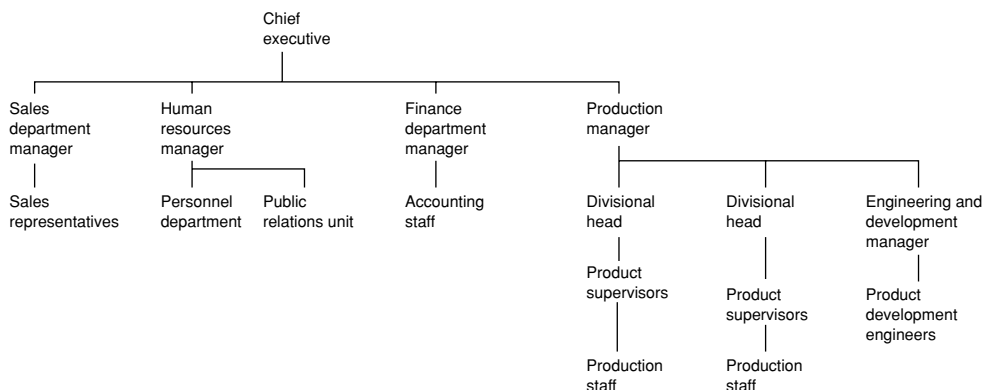 Chief
executive
Sales
department
manager
Human
resources
manager
Finance
department
manager
Production
manager
Sales
representatives
Personnel
department
Public
relations unit
Accounting
staff
Divisional
head
Divisional
head
Engineering and
development
manager
Product
supervisors
Product
supervisors
Product
development
engineers
Production
staff
Production
staff